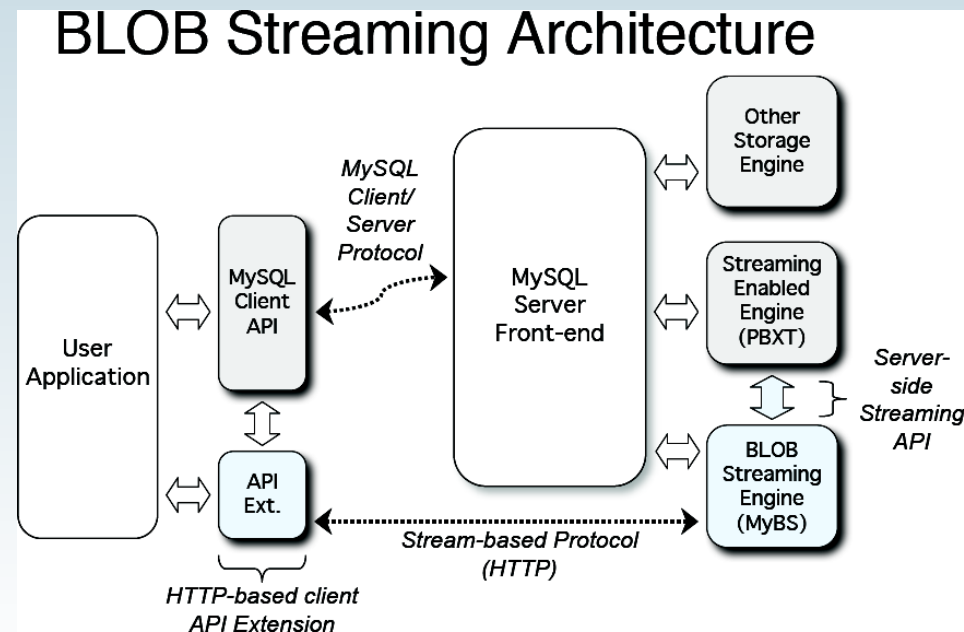 BLOB Streaming Architecture
User
Application
MySQL
Client
API
API
Ext.
HTTP-based client
API Extension
MySQL
Client/
Server
Protocol
Stream-based Protocol
(HTTP)
MySQL
Server
Front-end
Other
Storage
Engine
Streaming
Enabled
Engine
(PBXT)
BLOB
Streaming
Engine
(MyBS)
Server-
side
Streaming
API